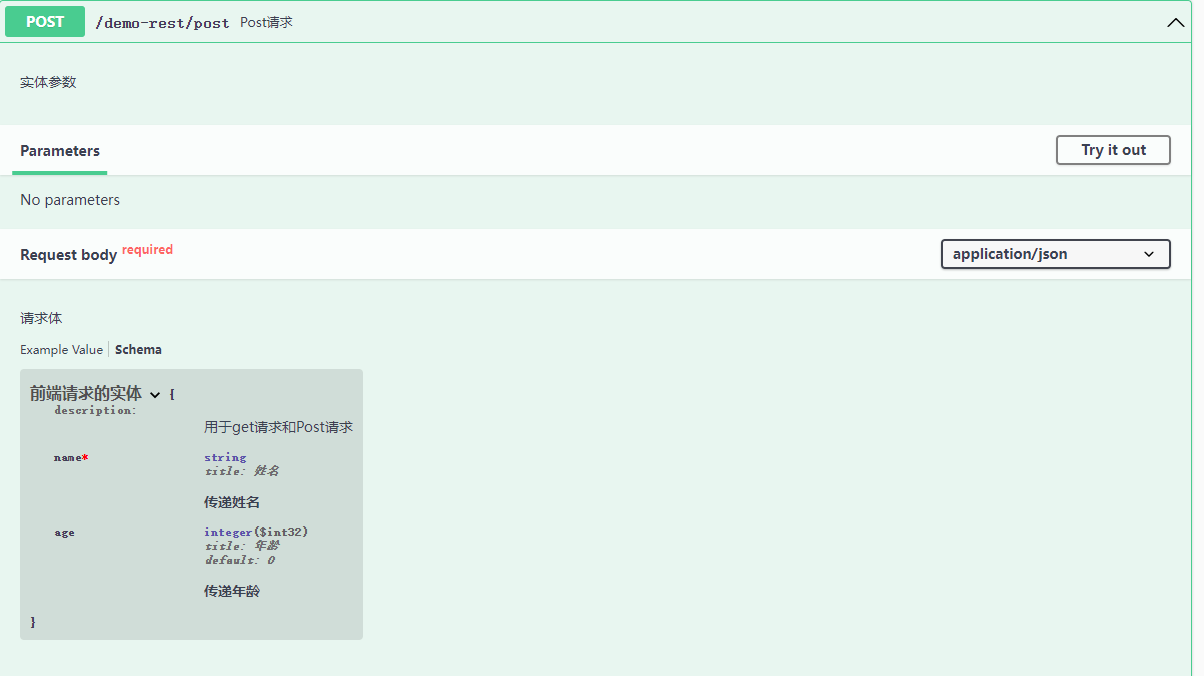 POST /demo-rest/post Post请求
实体参数
Parameters Try it out
No parameters
Request body required application/json
请求体
Example Value Schema
前端请求的实体 {
description:
用于get请求和Post请求
name* string
title: 姓名
传递姓名
age integer($int32)
title: 年龄
default: 0
传递年龄
}